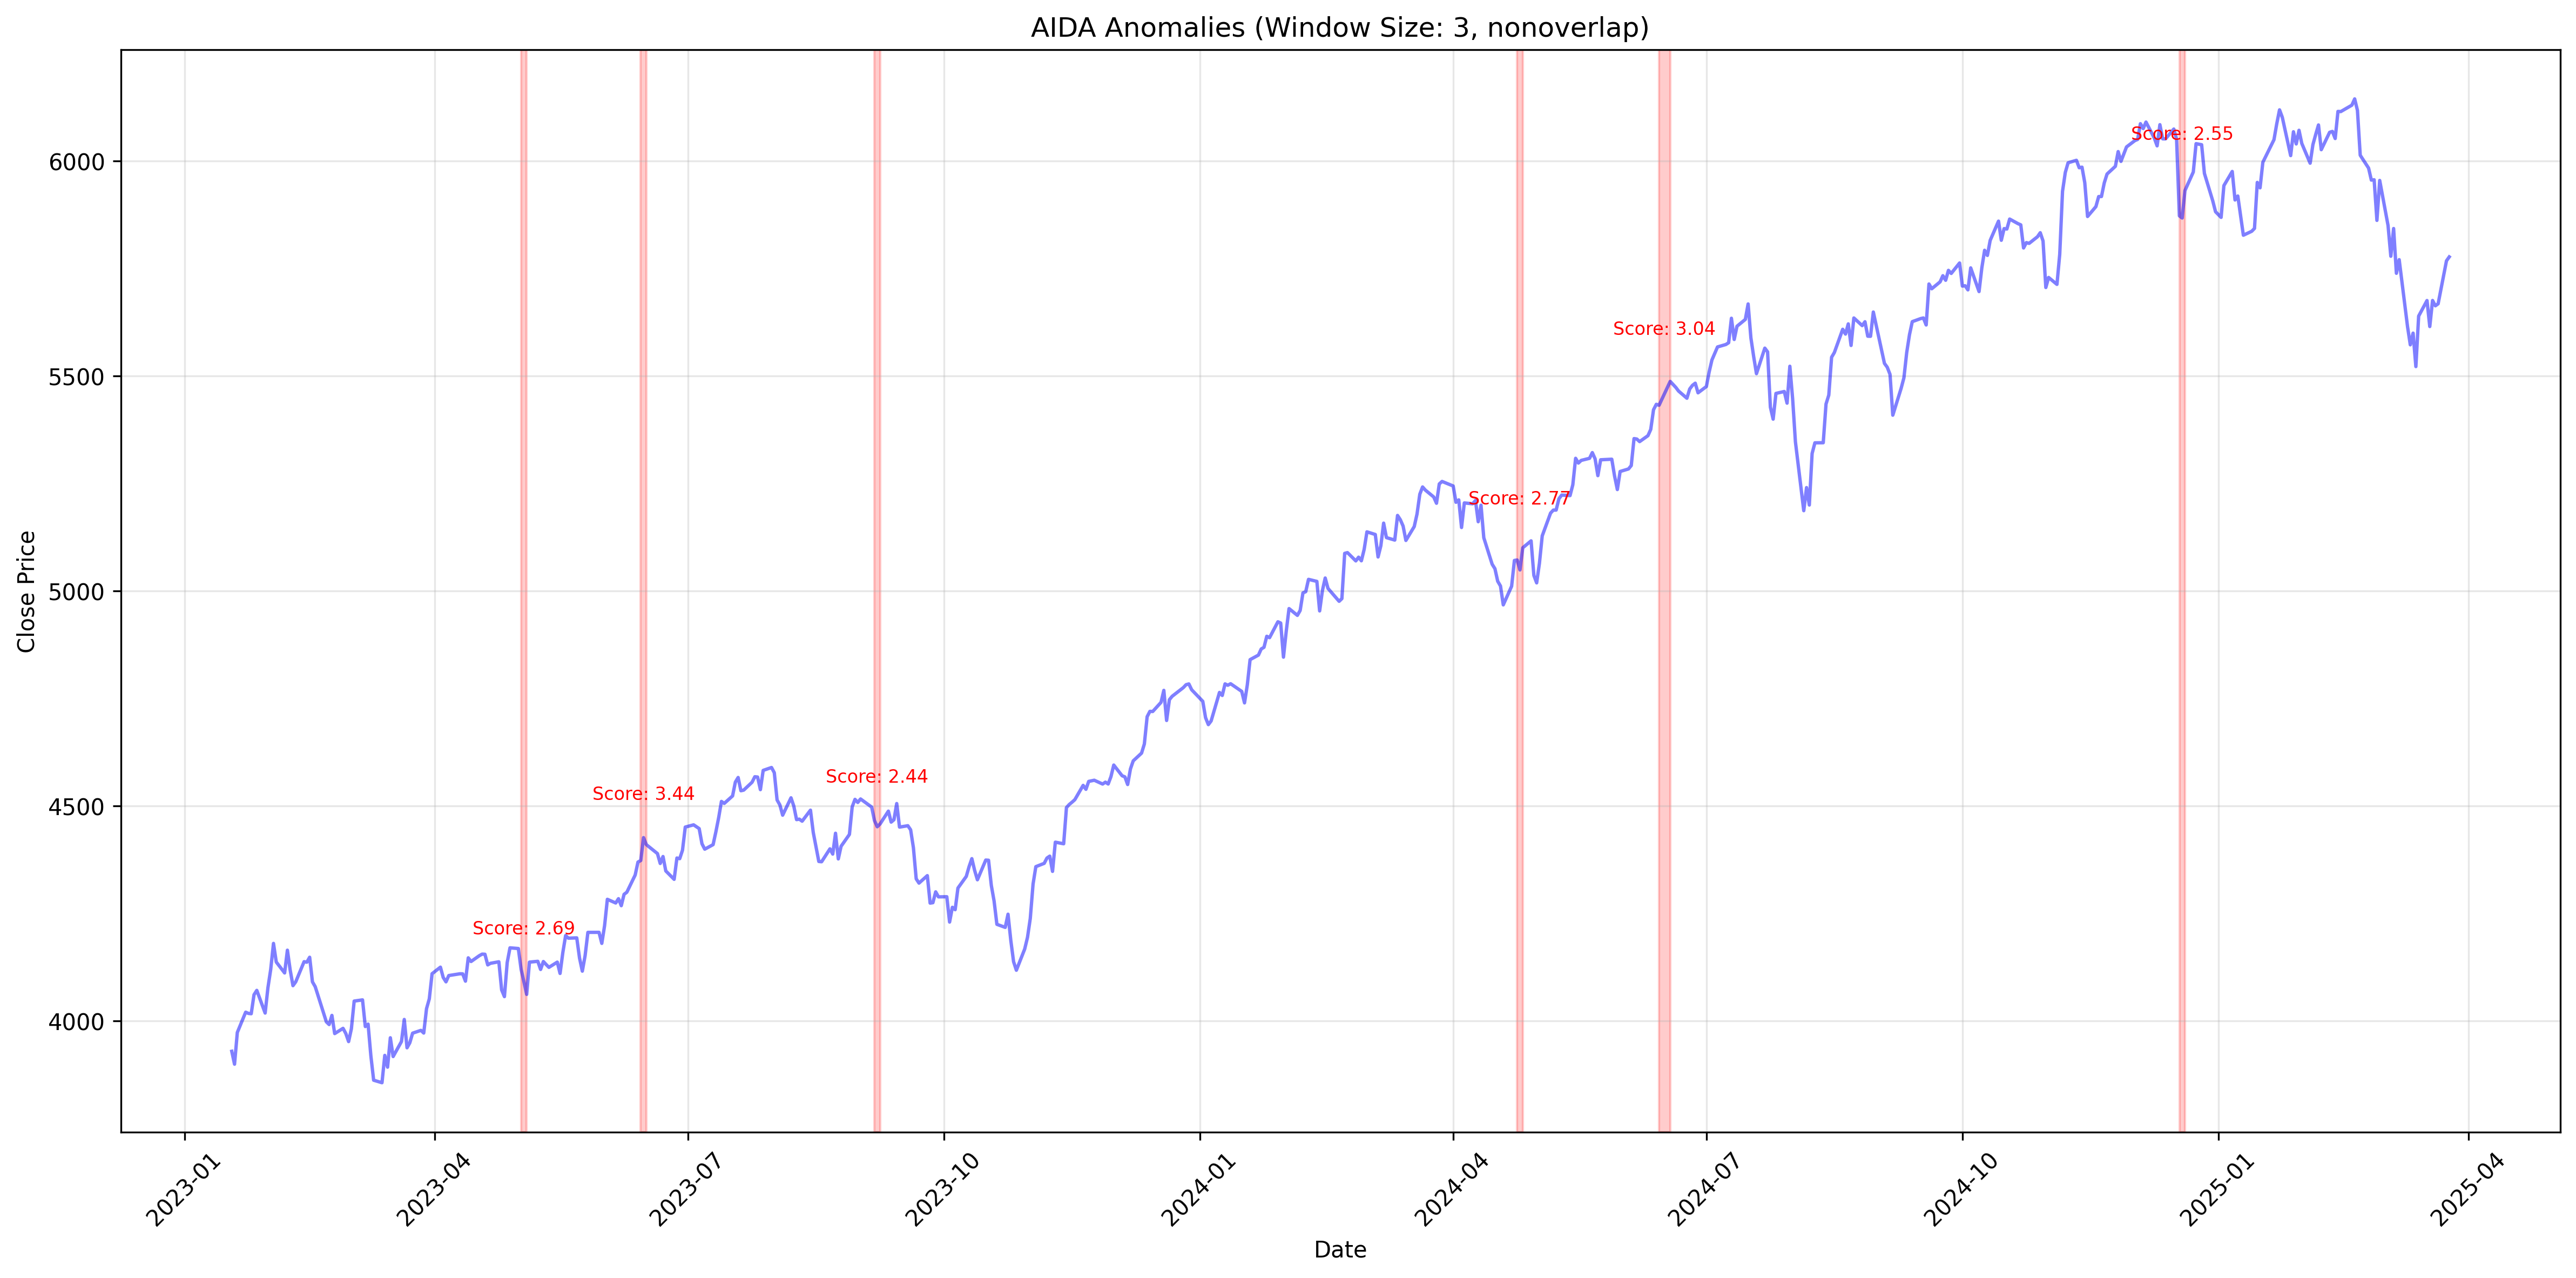 AIDA Anomalies (Window Size: 3, nonoverlap)
Close Price
6000
5500
5000
4500
4000
Score: 2.69
Score: 3.44
Score: 2.44
Score: 2.77
Score: 3.04
Score: 2.55
2023-01
2023-04
2023-07
2023-10
2024-01
2024-04
2024-07
2024-10
2025-01
2025-04
Date